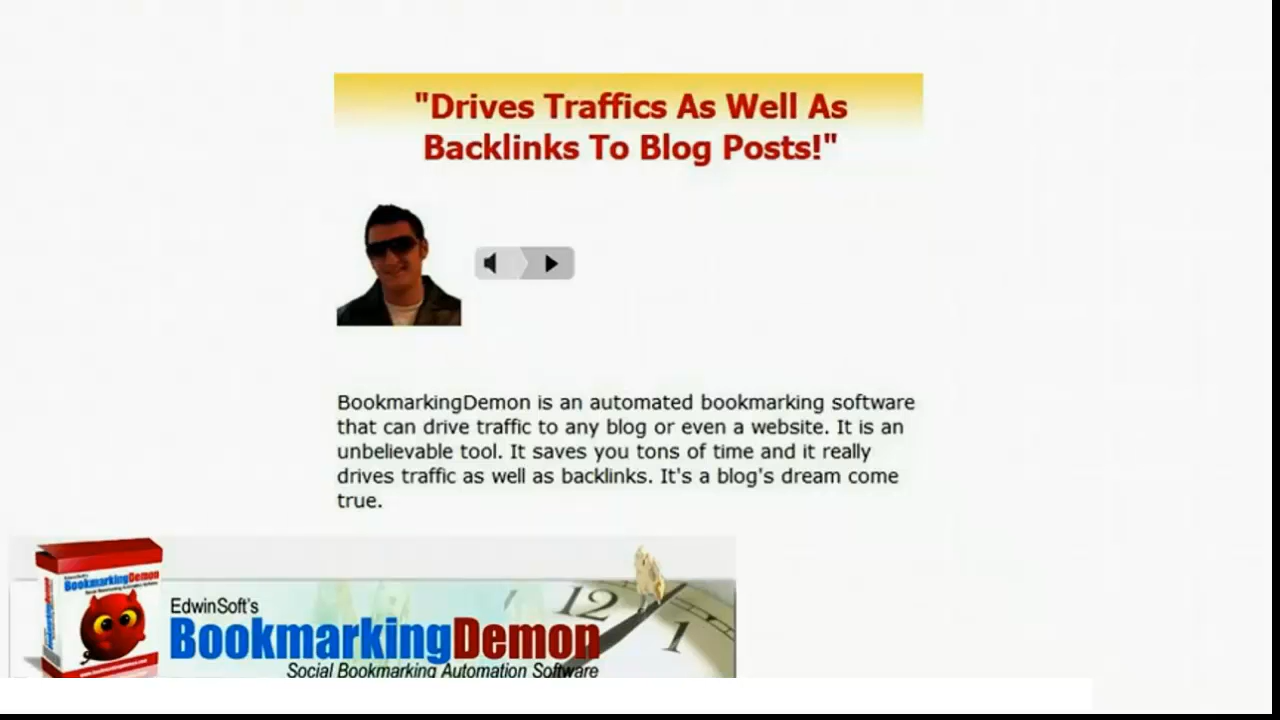 "Drives Traffics As Well As
Backlinks To Blog Posts!"
BookmarkingDemon is an automated bookmarking software
that can drive traffic to any blog or even a website. It is an
unbelievable tool. It saves you tons of time and it really
drives traffic as well as backlinks. It's a blog's dream come
true.
BookmarkingDemon
EdwinSoft's
BookmarkingDemon
Social Bookmarking Automation Software
12
1